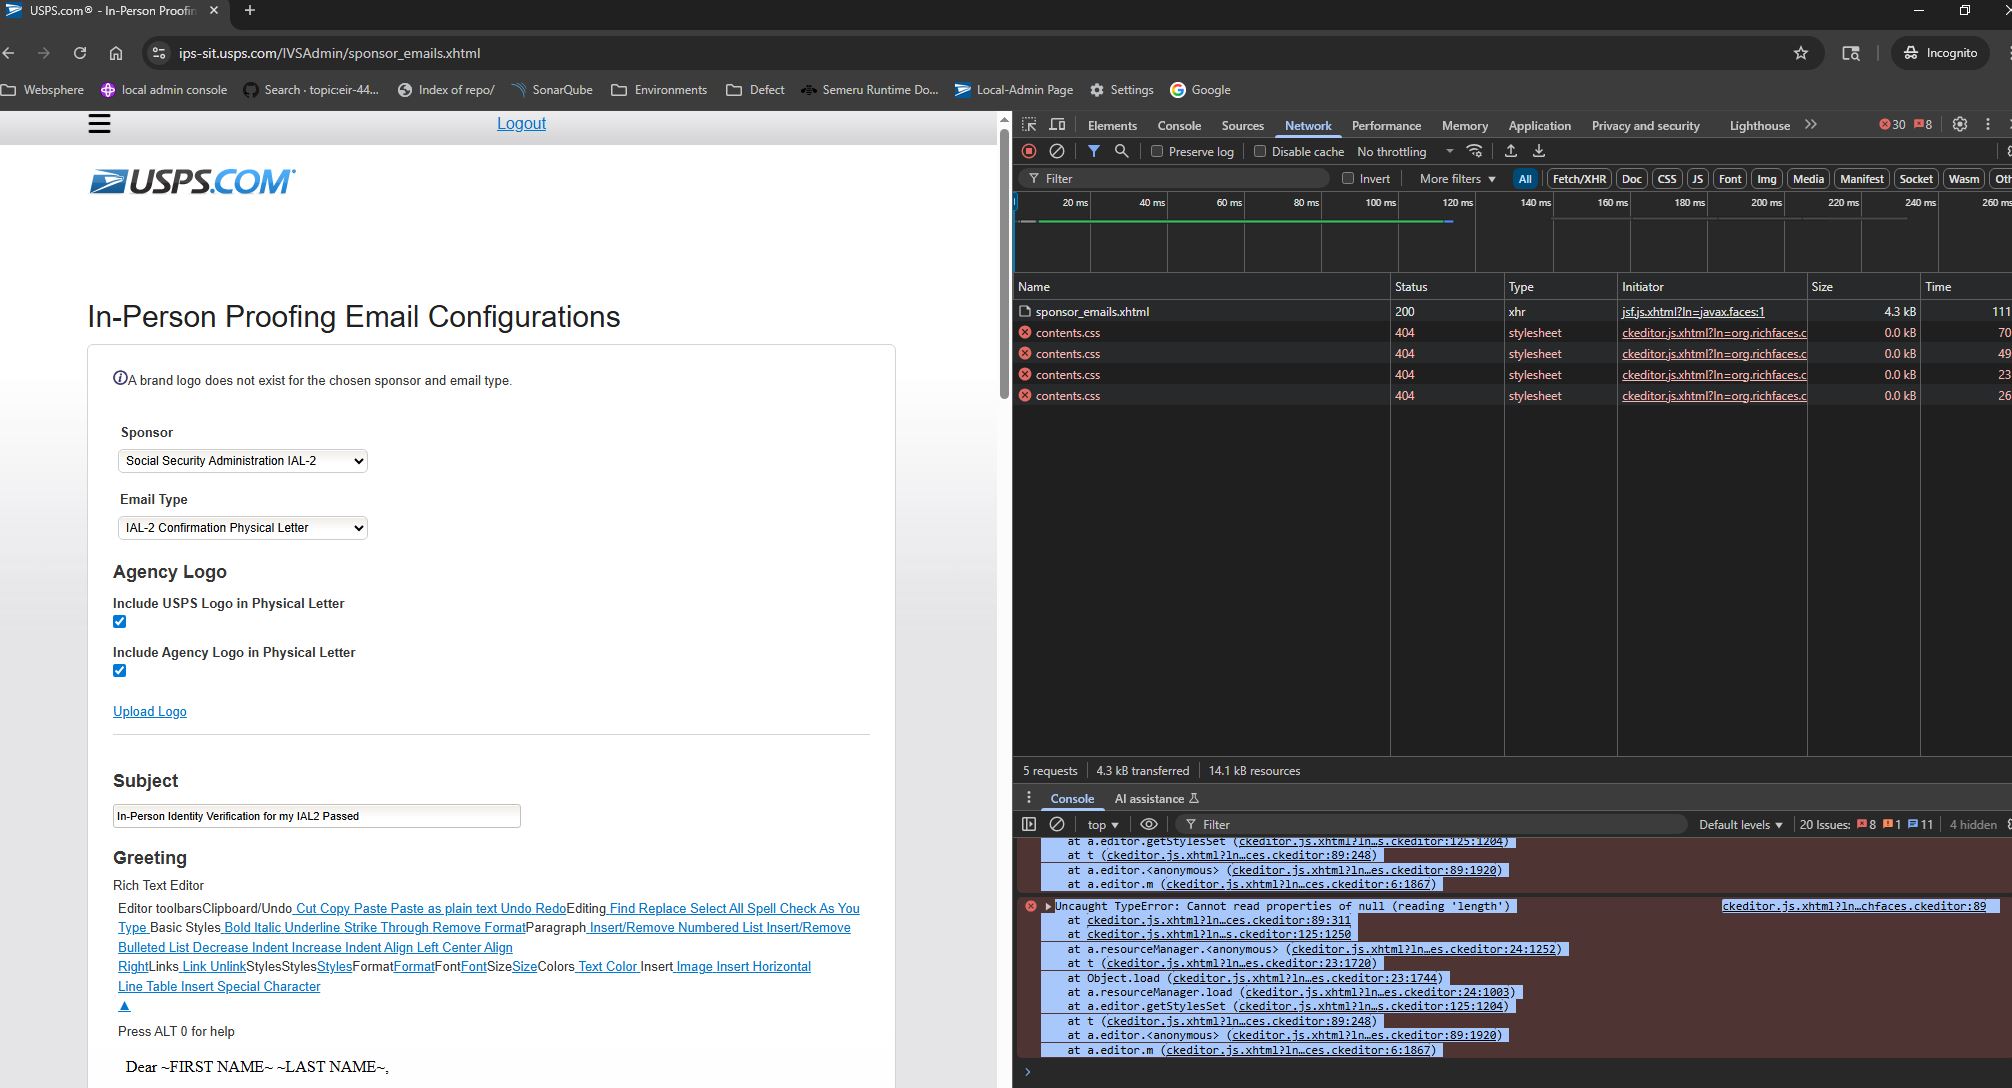 USPS.com® - In-Person Proofin
ips-sit.usps.com/IVSAdmin/sponsor_emails.xhtml
Incognito
Websphere
local admin console
Search · topic:eir-44...
Index of repo/
SonarQube
Environments
Defect
Semeru Runtime Do...
Local-Admin Page
Settings
Google
Logout
USPS.COM®
In-Person Proofing Email Configurations
A brand logo does not exist for the chosen sponsor and email type.
Sponsor
Social Security Administration IAL-2
Email Type
IAL-2 Confirmation Physical Letter
Agency Logo
Include USPS Logo in Physical Letter
Include Agency Logo in Physical Letter
Upload Logo
Subject
In-Person Identity Verification for my IAL2 Passed
Greeting
Rich Text Editor
Editor toolbarsClipboard/Undo Cut Copy Paste Paste as plain text Undo RedoEditing Find Replace Select All Spell Check As You
Type Basic Styles Bold Italic Underline Strike Through Remove FormatParagraph Insert/Remove Numbered List Insert/Remove
Bulleted List Decrease Indent Increase Indent Align Left Center Align
RightLinks Link UnlinkStylesStylesStylesFormatFormatFontFontSizeSizeColors Text Color Insert Image Insert Horizontal
Line Table Insert Special Character
▲
Press ALT 0 for help
Dear ~FIRST NAME~ ~LAST NAME~,
Elements Console Sources Network Performance Memory Application Privacy and security Lighthouse 30 8
Preserve log Disable cache No throttling
Filter Invert More filters All Fetch/XHR Doc CSS JS Font Img Media Manifest Socket Wasm Oth
20 ms 40 ms 60 ms 80 ms 100 ms 120 ms 140 ms 160 ms 180 ms 200 ms 220 ms 240 ms 260 ms
Name Status Type Initiator Size Time
sponsor_emails.xhtml 200 xhr jsf.js.xhtml?ln=javax.faces:1 4.3 kB 111
contents.css 404 stylesheet ckeditor.js.xhtml?ln=org.richfaces.c 0.0 kB 70
contents.css 404 stylesheet ckeditor.js.xhtml?ln=org.richfaces.c 0.0 kB 49
contents.css 404 stylesheet ckeditor.js.xhtml?ln=org.richfaces.c 0.0 kB 23
contents.css 404 stylesheet ckeditor.js.xhtml?ln=org.richfaces.c 0.0 kB 26
5 requests 4.3 kB transferred 14.1 kB resources
Console AI assistance
top Filter Default levels 20 Issues: 8 1 11 4 hidden
at a.editor.getStylesSet (ckeditor.js.xhtml?ln…s.ckeditor:125:1204)
at t (ckeditor.js.xhtml?ln…ces.ckeditor:89:248)
at a.editor.<anonymous> (ckeditor.js.xhtml?ln…es.ckeditor:89:1920)
at a.editor.m (ckeditor.js.xhtml?ln…ces.ckeditor:6:1867)
Uncaught TypeError: Cannot read properties of null (reading 'length') ckeditor.js.xhtml?ln…chfaces.ckeditor:89
at ckeditor.js.xhtml?ln…ces.ckeditor:89:311
at ckeditor.js.xhtml?ln…s.ckeditor:125:1250
at a.resourceManager.<anonymous> (ckeditor.js.xhtml?ln…es.ckeditor:24:1252)
at t (ckeditor.js.xhtml?ln…es.ckeditor:23:1720)
at Object.load (ckeditor.js.xhtml?ln…es.ckeditor:23:1744)
at a.resourceManager.load (ckeditor.js.xhtml?ln…es.ckeditor:24:1003)
at a.editor.getStylesSet (ckeditor.js.xhtml?ln…s.ckeditor:125:1204)
at t (ckeditor.js.xhtml?ln…ces.ckeditor:89:248)
at a.editor.<anonymous> (ckeditor.js.xhtml?ln…es.ckeditor:89:1920)
at a.editor.m (ckeditor.js.xhtml?ln…ces.ckeditor:6:1867)